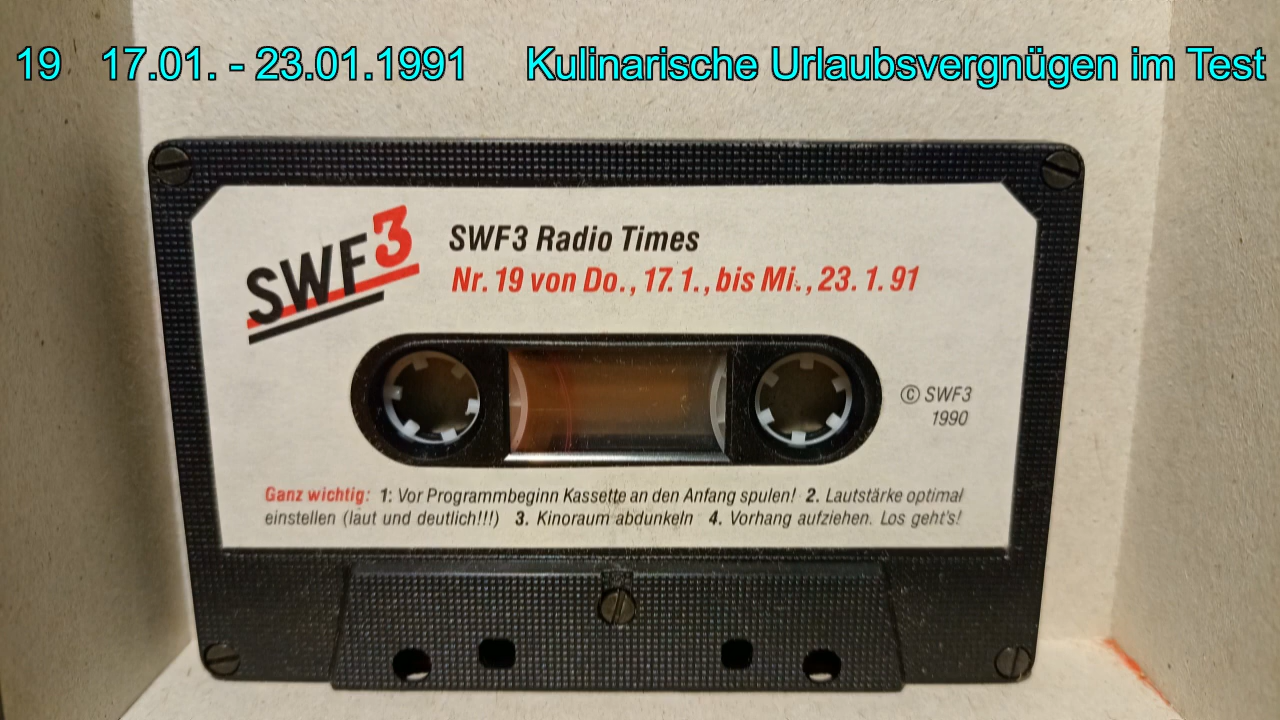 19 17.01. - 23.01.1991 Kulinarische Urlaubsvergnügen im Test
SWF3
SWF3 Radio Times
Nr. 19 von Do., 17. 1., bis Mi., 23. 1. 91
© SWF3
1990
Ganz wichtig: 1: Vor Programmbeginn Kassette an den Anfang spulen! 2. Lautstärke optimal
einstellen (laut und deutlich!!!) 3. Kinoraum abdunkeln 4. Vorhang aufziehen. Los geht's!